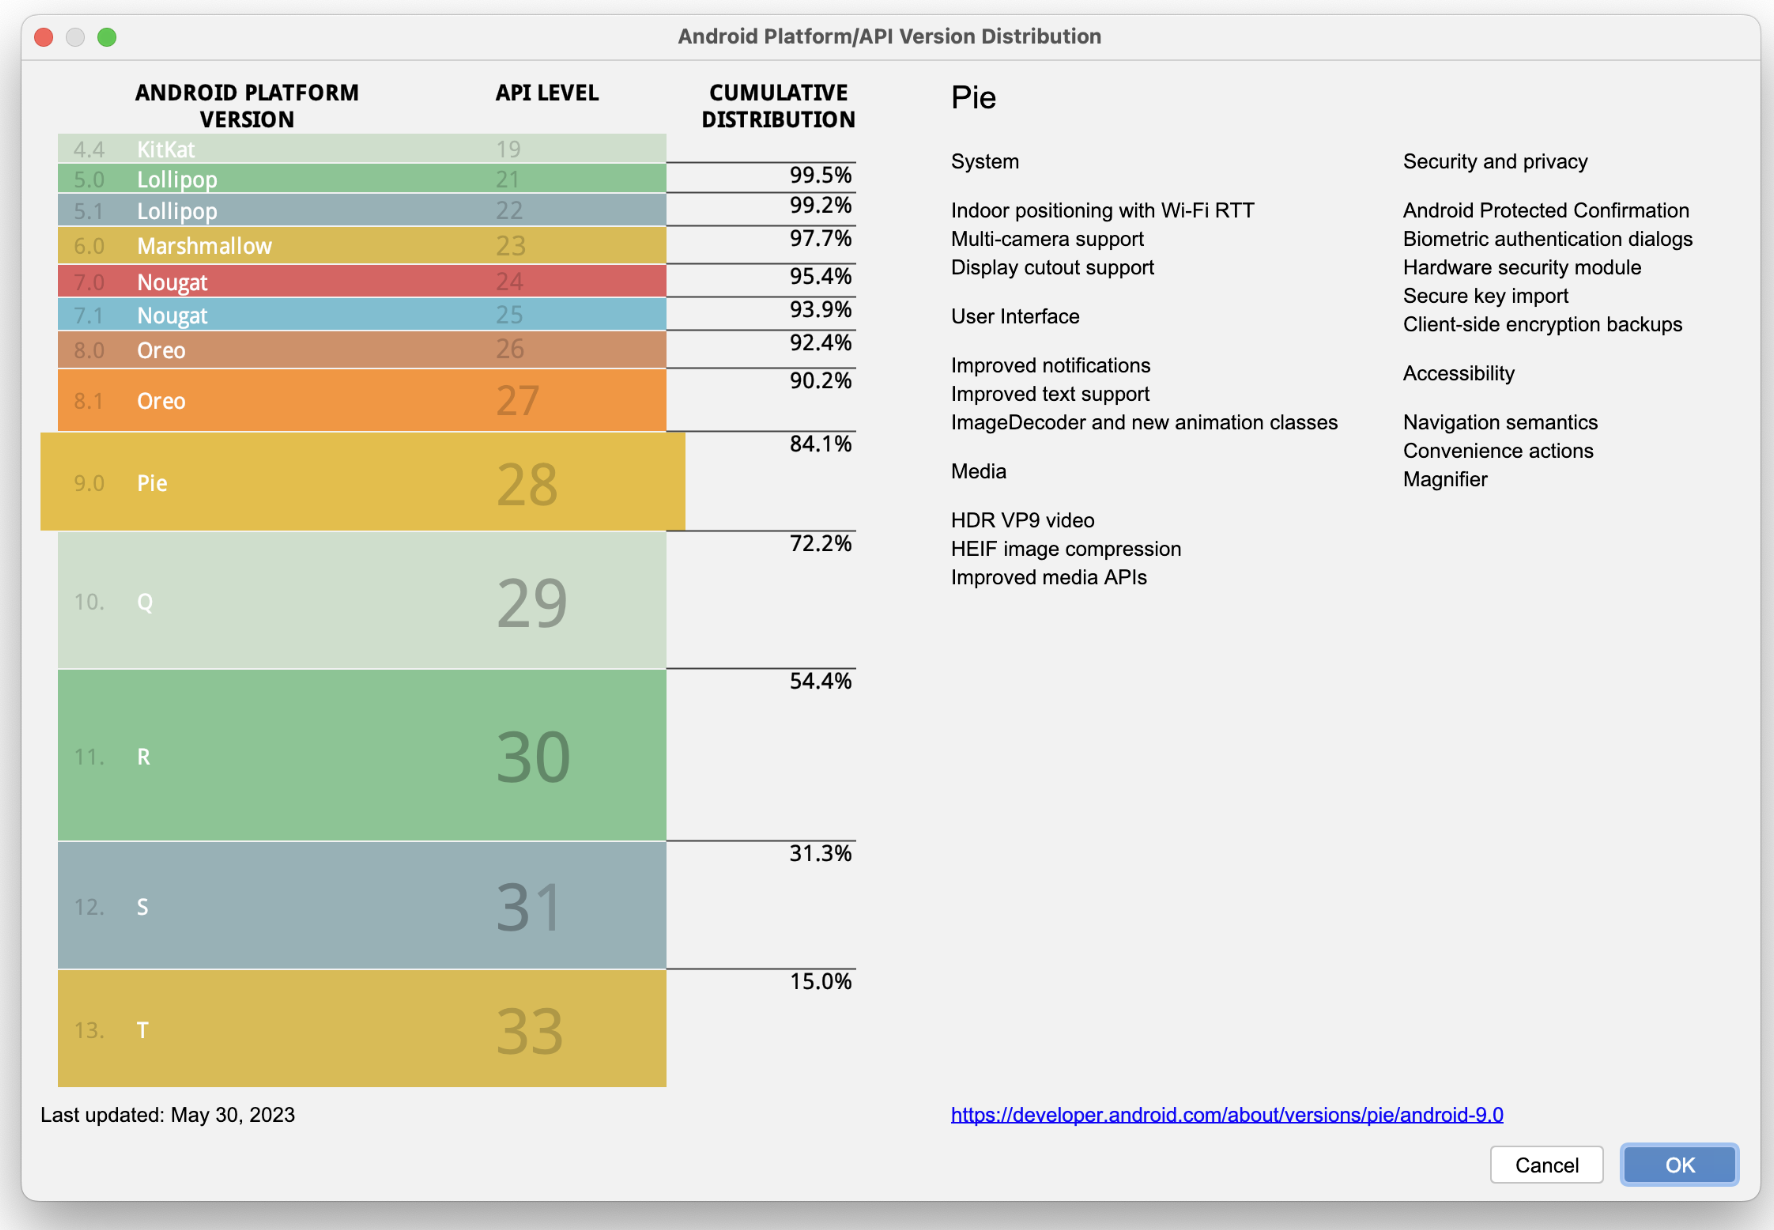 Android Platform/API Version Distribution
ANDROID PLATFORM
VERSION
API LEVEL
CUMULATIVE
DISTRIBUTION
4.4 KitKat 19
5.0 Lollipop 21
99.5%
5.1 Lollipop 22
99.2%
6.0 Marshmallow 23
97.7%
7.0 Nougat 24
95.4%
7.1 Nougat 25
93.9%
8.0 Oreo 26
92.4%
8.1 Oreo 27
90.2%
9.0 Pie 28
84.1%
10. Q 29
72.2%
11. R 30
54.4%
12. S 31
31.3%
13. T 33
15.0%
Last updated: May 30, 2023
Pie
System
Indoor positioning with Wi-Fi RTT
Multi-camera support
Display cutout support
User Interface
Improved notifications
Improved text support
ImageDecoder and new animation classes
Media
HDR VP9 video
HEIF image compression
Improved media APIs
Security and privacy
Android Protected Confirmation
Biometric authentication dialogs
Hardware security module
Secure key import
Client-side encryption backups
Accessibility
Navigation semantics
Convenience actions
Magnifier
https://developer.android.com/about/versions/pie/android-9.0
Cancel
OK